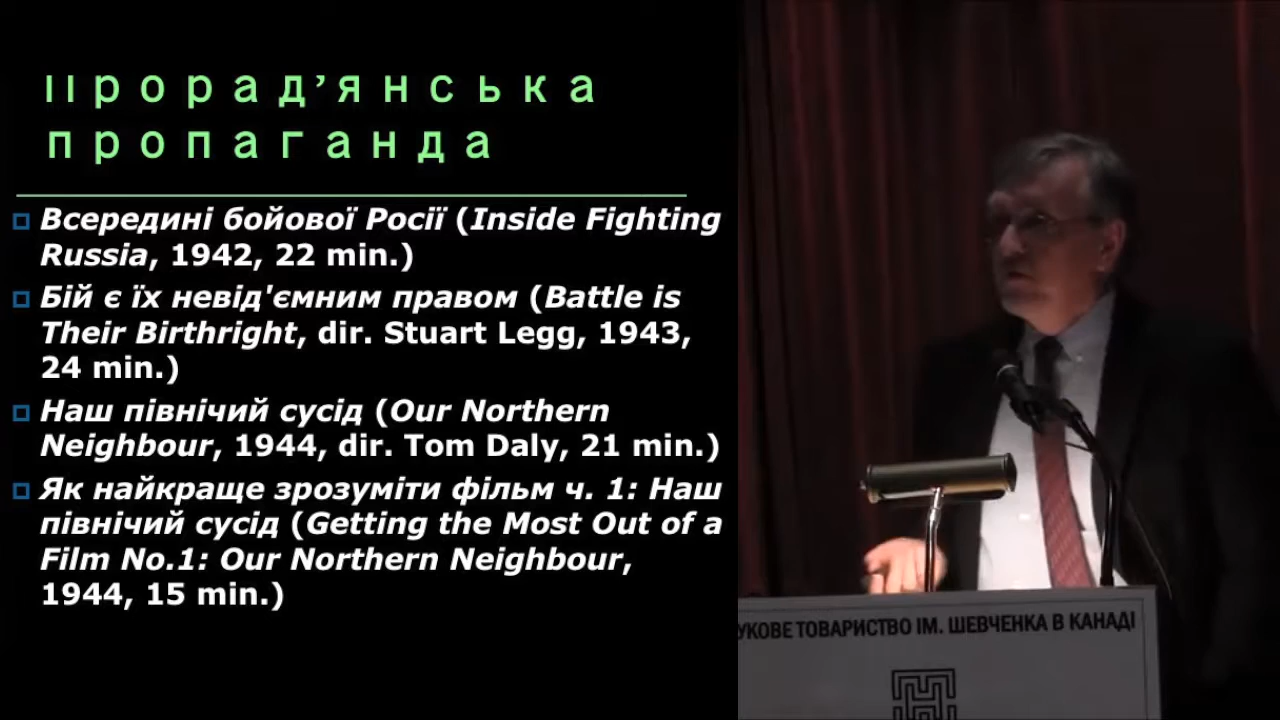 Прорад’янська
пропаганда
Всередині бойової Росії (Inside Fighting
Russia, 1942, 22 min.)
Бій є їх невід'ємним правом (Battle is
Their Birthright, dir. Stuart Legg, 1943,
24 min.)
Наш північий сусід (Our Northern
Neighbour, 1944, dir. Tom Daly, 21 min.)
Як найкраще зрозуміти фільм ч. 1: Наш
північий сусід (Getting the Most Out of a
Film No.1: Our Northern Neighbour,
1944, 15 min.)
УКОВЕ ТОВАРИСТВО ІМ. ШЕВЧЕНКА В КАНАДІ